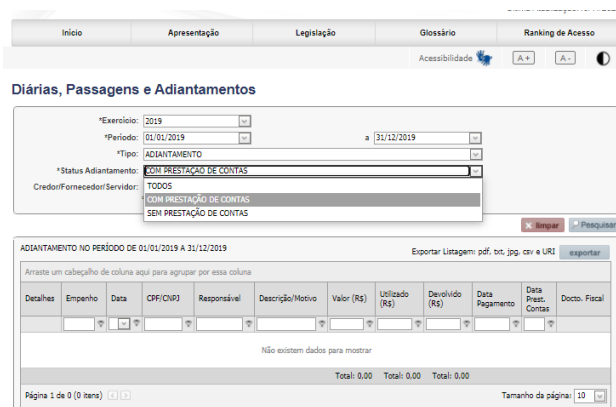 Início Apresentação Legislação Glossário Ranking de Acesso
Acessibilidade A + A - 
Diárias, Passagens e Adiantamentos
*Exercício: 2019
*Período: 01/01/2019 a 31/12/2019
*Tipo: ADIANTAMENTO
*Status Adiantamento: COM PRESTAÇÃO DE CONTAS
Credor/Fornecedor/Servidor: TODOS
COM PRESTAÇÃO DE CONTAS
SEM PRESTAÇÃO DE CONTAS
limpar Pesquisar
ADIANTAMENTO NO PERÍODO DE 01/01/2019 A 31/12/2019 Exportar Listagem: pdf, txt, jpg, csv e URI exportar
Arraste um cabeçalho de coluna aqui para agrupar por essa coluna
Detalhes Empenho Data CPF/CNPJ Responsável Descrição/Motivo Valor (R$) Utilizado (R$) Devolvido (R$) Data Pagamento Data Prest. Contas Docto. Fiscal
Não existem dados para mostrar
Total: 0,00 Total: 0,00 Total: 0,00
Página 1 de 0 (0 itens) Tamanho da página: 10